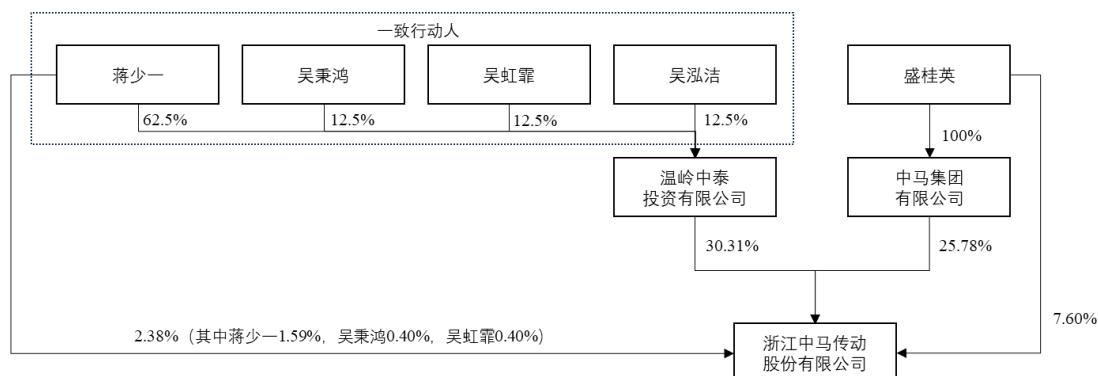 一致行动人
蒋少一
吴秉鸿
吴虹霏
吴泓洁
盛桂英
62.5%
12.5%
12.5%
12.5%
100%
温岭中泰
投资有限公司
中马集团
有限公司
30.31%
25.78%
2.38%（其中蒋少一1.59%，吴秉鸿0.40%，吴虹霏0.40%）
7.60%
浙江中马传动
股份有限公司